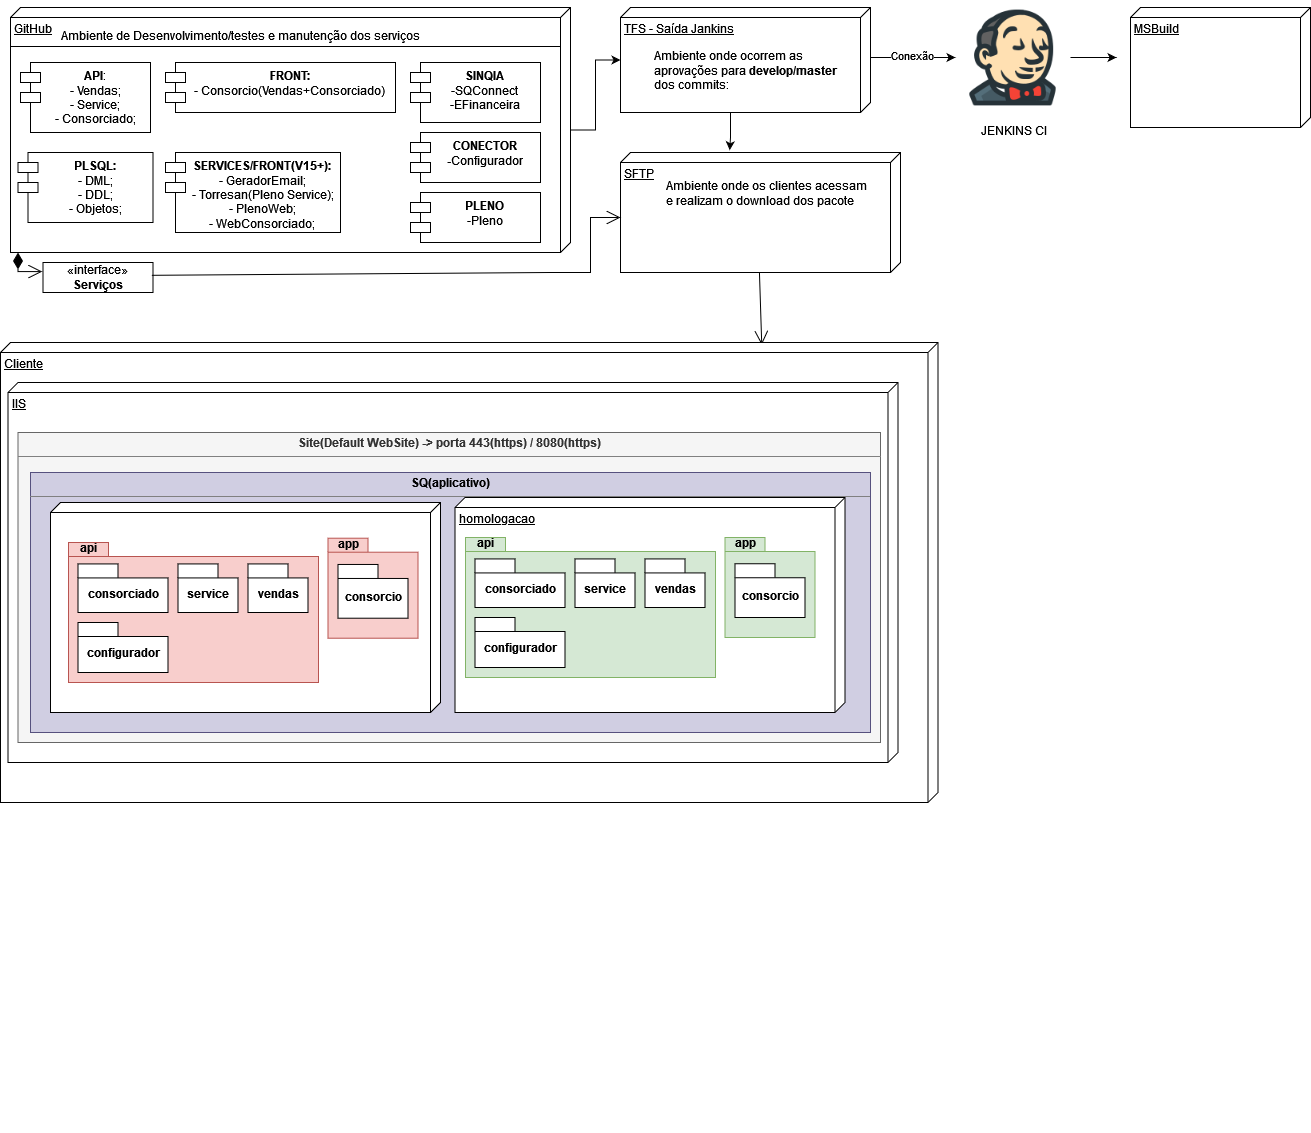 GitHub
Ambiente de Desenvolvimento/testes e manutenção dos serviços
API:
- Vendas;
- Service;
- Consorciado;
FRONT:
- Consorcio(Vendas+Consorciado)
SINQIA
-SQConnect
-EFinanceira
CONECTOR
-Configurador
PLSQL:
- DML;
- DDL;
- Objetos;
SERVICES/FRONT(V15+):
- GeradorEmail;
- Torresan(Pleno Service);
- PlenoWeb;
- WebConsorciado;
PLENO
-Pleno
«interface»
Serviços
TFS - Saída Jankins
Ambiente onde ocorrem as
aprovações para develop/master
dos commits:
Conexão
JENKINS CI
MSBuild
SFTP
Ambiente onde os clientes acessam
e realizam o download dos pacote
Cliente
IIS
Site(Default WebSite) -> porta 443(https) / 8080(https)
SQ(aplicativo)
api
consorciado
service
vendas
configurador
app
consorcio
homologacao
api
consorciado
service
vendas
configurador
app
consorcio